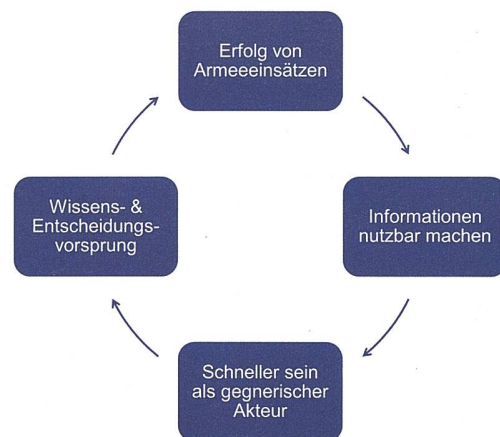 Erfolg von
Armeeeinsätzen
Informationen
nutzbar machen
Schneller sein
als gegnerischer
Akteur
Wissens- &
Entscheidungs-
vorsprung